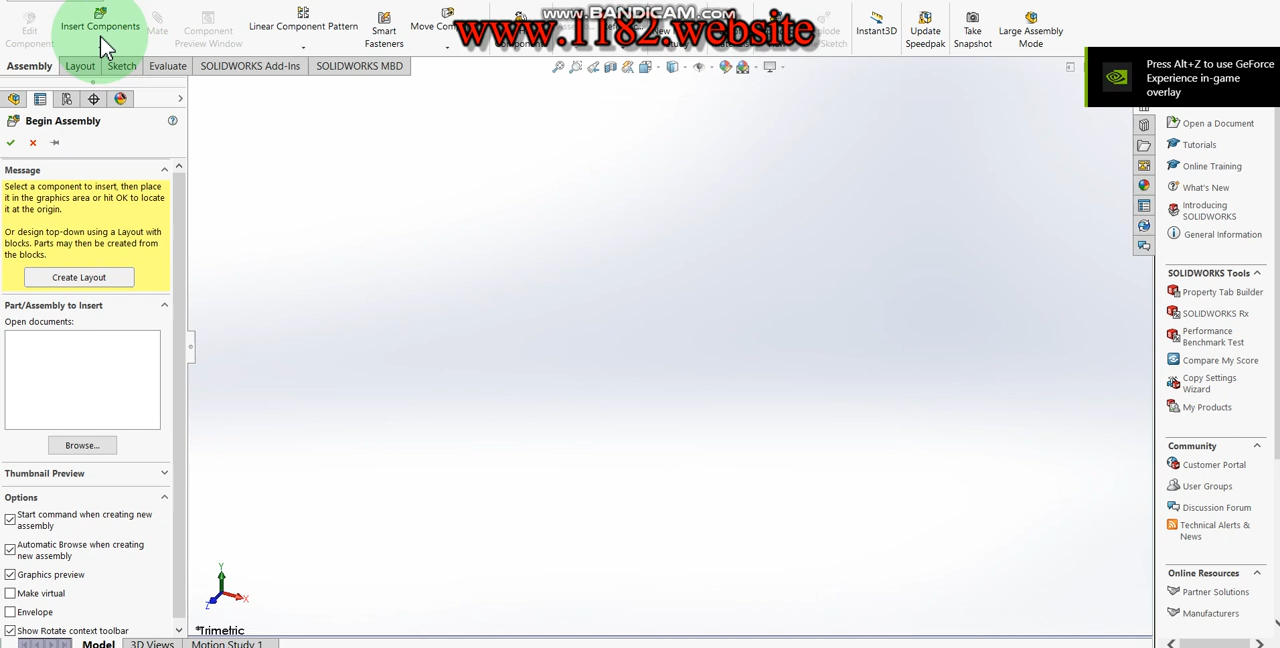 Edit
Component
Insert Components
Mate
Component
Preview Window
Linear Component Pattern
Smart
Fasteners
Move Com
www.BANDICAM.com
www.1182.website
Instant3D
Update
Speedpak
Take
Snapshot
Large Assembly
Mode
Assembly
Layout
Sketch
Evaluate
SOLIDWORKS Add-Ins
SOLIDWORKS MBD
Press Alt+Z to use GeForce
Experience in-game
overlay
Begin Assembly
Message
Select a component to insert, then place
it in the graphics area or hit OK to locate
it at the origin.
Or design top-down using a Layout with
blocks. Parts may then be created from
the blocks.
Create Layout
Part/Assembly to Insert
Open documents:
Browse...
Thumbnail Preview
Options
Start command when creating new
assembly
Automatic Browse when creating
new assembly
Graphics preview
Make virtual
Envelope
Show Rotate context toolbar
Y
X
Z
*Trimetric
Model
3D Views
Motion Study 1
Open a Document
Tutorials
Online Training
What's New
Introducing
SOLIDWORKS
General Information
SOLIDWORKS Tools
Property Tab Builder
SOLIDWORKS Rx
Performance
Benchmark Test
Compare My Score
Copy Settings
Wizard
My Products
Community
Customer Portal
User Groups
Discussion Forum
Technical Alerts &
News
Online Resources
Partner Solutions
Manufacturers